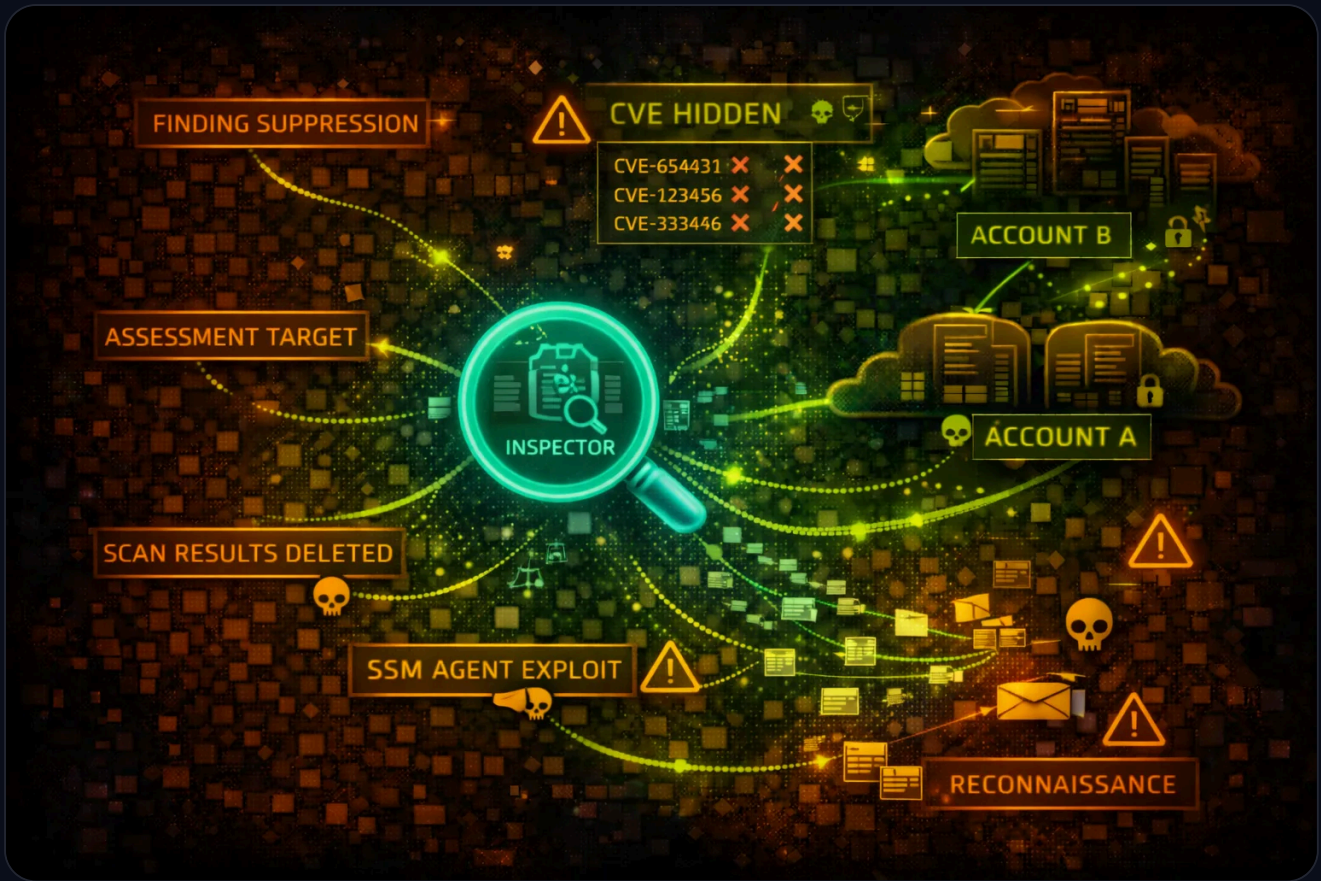 FINDING SUPPRESSION
CVE HIDDEN
CVE-654431
CVE-123456
CVE-333446
ACCOUNT B
ASSESSMENT TARGET
INSPECTOR
ACCOUNT A
SCAN RESULTS DELETED
SSM AGENT EXPLOIT
RECONNAISSANCE